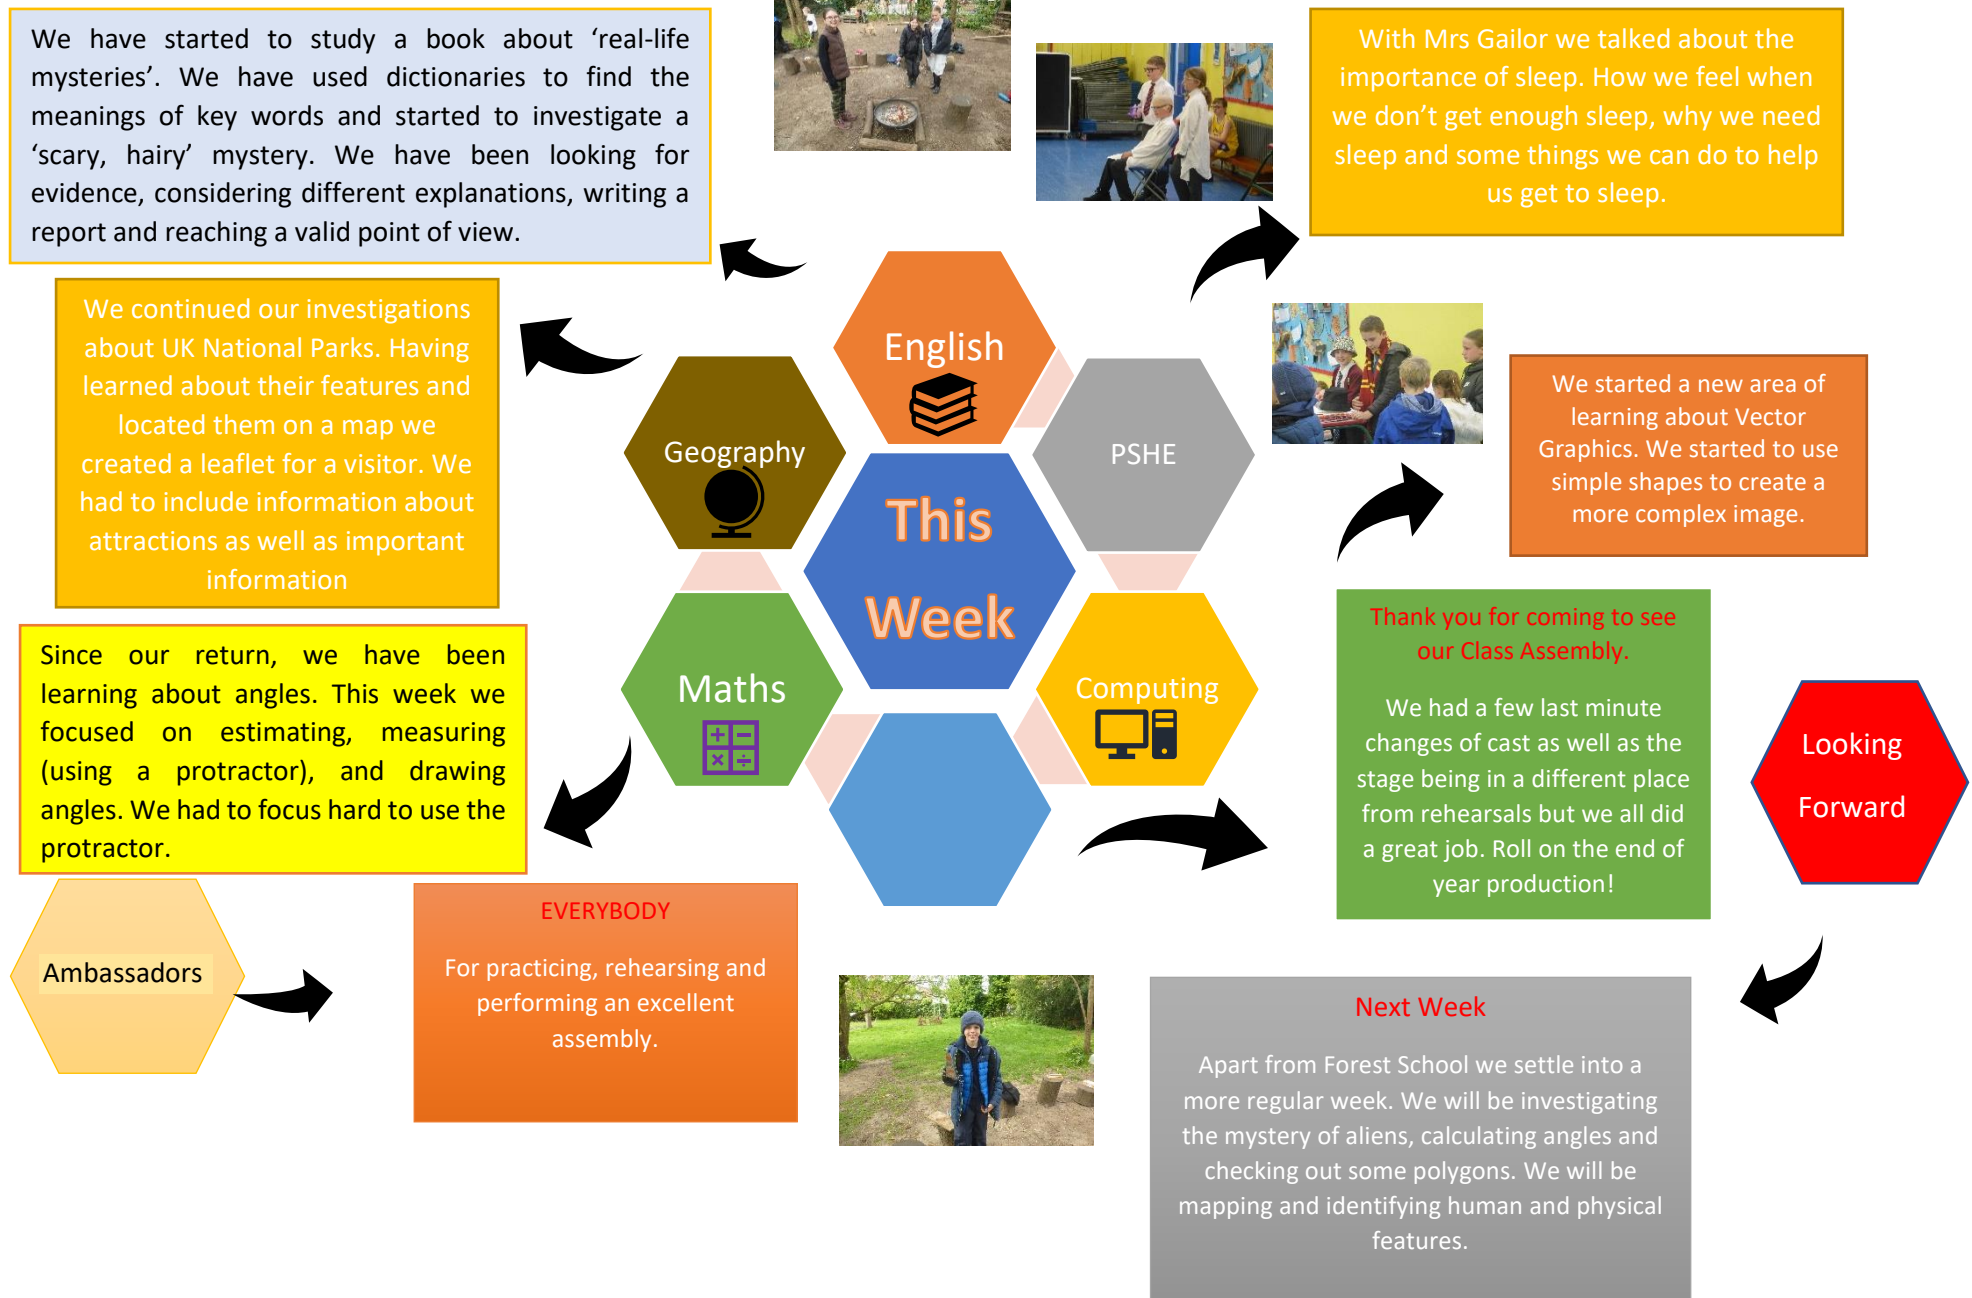 We have started to study a book about ‘real-life
mysteries’. We have used dictionaries to find the
meanings of key words and started to investigate a
‘scary, hairy’ mystery. We have been looking for
evidence, considering different explanations, writing a
report and reaching a valid point of view.
With Mrs Gailor we talked about the
importance of sleep. How we feel when
we don’t get enough sleep, why we need
sleep and some things we can do to help
us get to sleep.
We continued our investigations
about UK National Parks. Having
learned about their features and
located them on a map we
created a leaflet for a visitor. We
had to include information about
attractions as well as important
information
English
Geography
PSHE
This
Week
Maths
Computing
We started a new area of
learning about Vector
Graphics. We started to use
simple shapes to create a
more complex image.
Since our return, we have been
learning about angles. This week we
focused on estimating, measuring
(using a protractor), and drawing
angles. We had to focus hard to use the
protractor.
Thank you for coming to see
our Class Assembly.
We had a few last minute
changes of cast as well as the
stage being in a different place
from rehearsals but we all did
a great job. Roll on the end of
year production!
Looking
Forward
Ambassadors
EVERYBODY
For practicing, rehearsing and
performing an excellent
assembly.
Next Week
Apart from Forest School we settle into a
more regular week. We will be investigating
the mystery of aliens, calculating angles and
checking out some polygons. We will be
mapping and identifying human and physical
features.